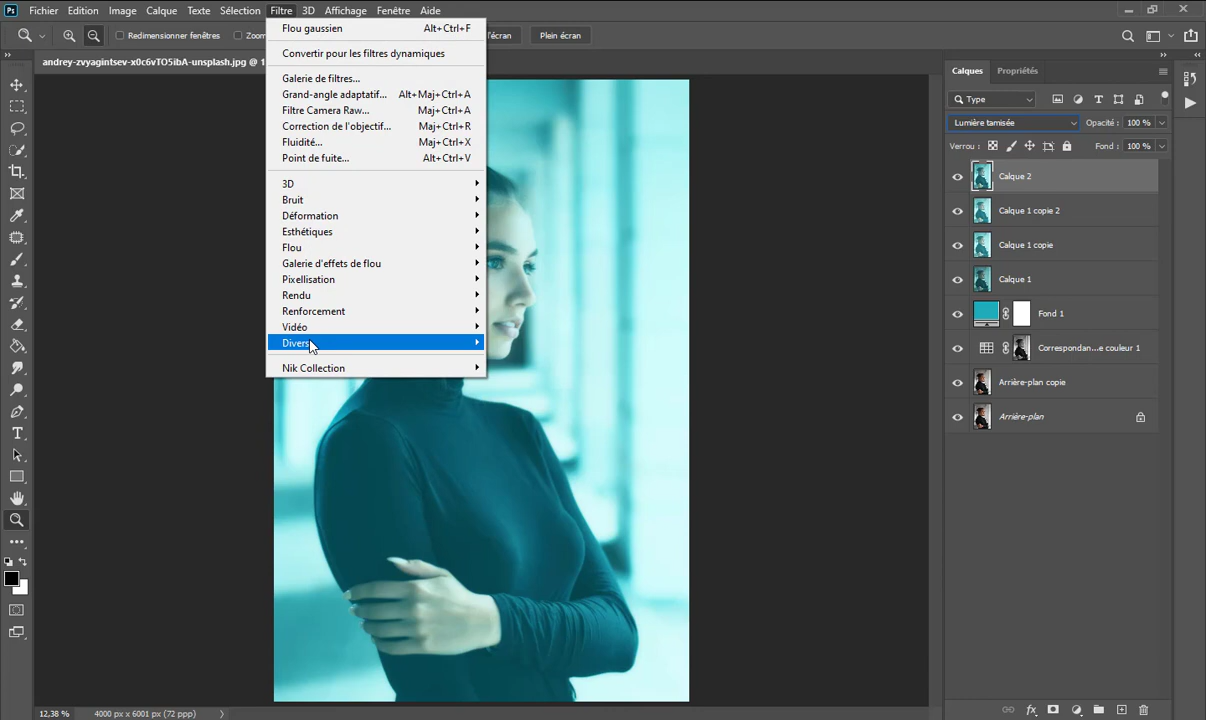 Ps Fichier Edition Image Calque Texte Sélection Filtre 3D Affichage Fenêtre Aide
Redimensionner fenêtres Zoom
l'écran Plein écran
andrey-zvyagintsev-x0c6vTO5ibA-unsplash.jpg @ 1
Flou gaussien Alt+Ctrl+F
Convertir pour les filtres dynamiques
Galerie de filtres...
Grand-angle adaptatif... Alt+Maj+Ctrl+A
Filtre Camera Raw... Maj+Ctrl+A
Correction de l'objectif... Maj+Ctrl+R
Fluidité... Maj+Ctrl+X
Point de fuite... Alt+Ctrl+V
3D
Bruit
Déformation
Esthétiques
Flou
Galerie d'effets de flou
Pixellisation
Rendu
Renforcement
Vidéo
Divers
Nik Collection
Calques Propriétés
Type
Lumière tamisée Opacité : 100 %
Verrou : Fond : 100 %
Calque 2
Calque 1 copie 2
Calque 1 copie
Calque 1
Fond 1
Correspondan...e couleur 1
Arrière-plan copie
Arrière-plan
T
fx
12,38 % 4000 px x 6001 px (72 ppp)